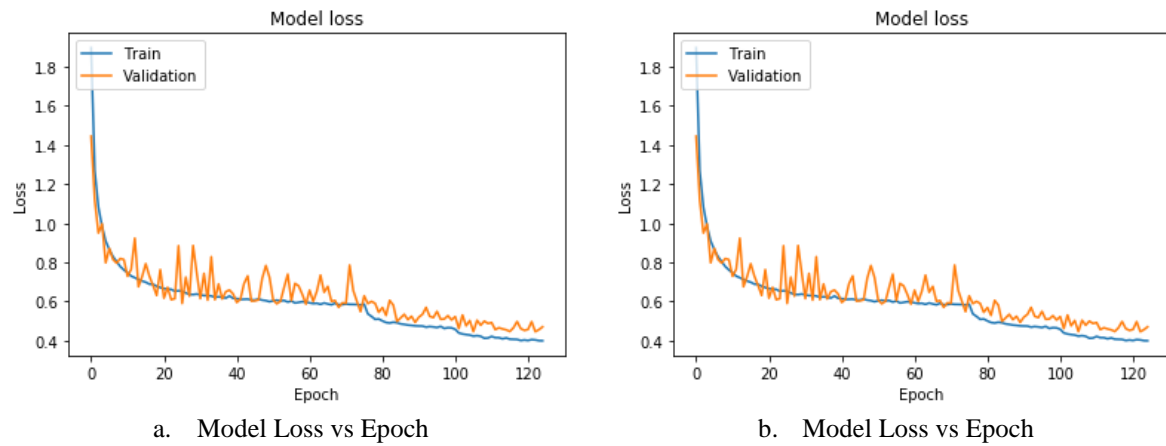 Model loss
Train
Validation
1.8
1.6
1.4
1.2
1.0
0.8
0.6
0.4
Loss
0 20 40 60 80 100 120
Epoch
a. Model Loss vs Epoch
Model loss
Train
Validation
1.8
1.6
1.4
1.2
1.0
0.8
0.6
0.4
Loss
0 20 40 60 80 100 120
Epoch
b. Model Loss vs Epoch